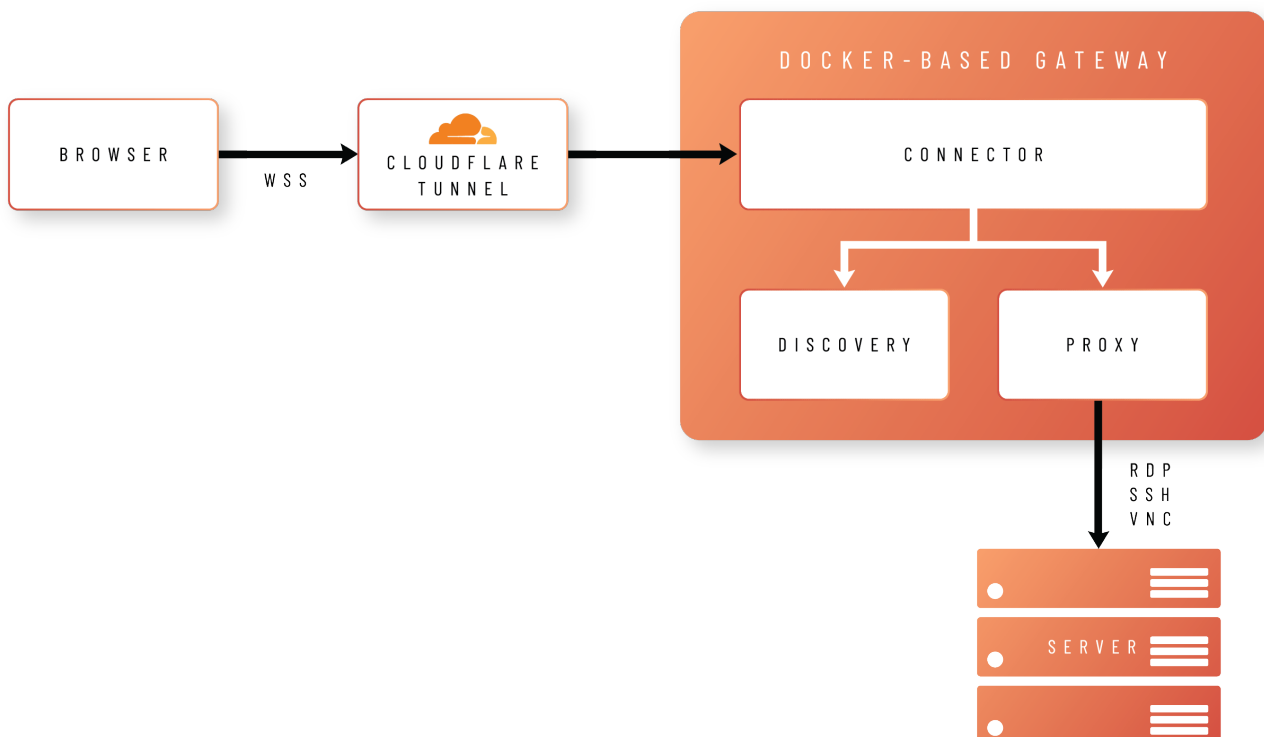 DOCKER-BASED GATEWAY
BROWSER
WSS
CLOUDFLARE
TUNNEL
CONNECTOR
DISCOVERY
PROXY
RDP
SSH
VNC
SERVER